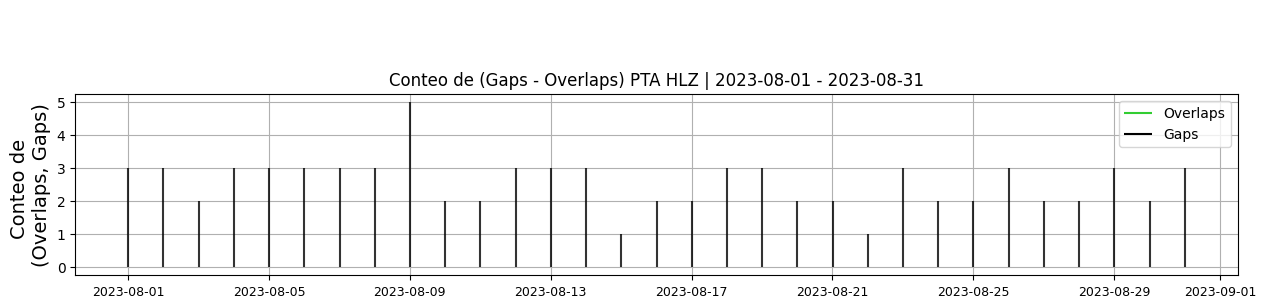 Conteo de (Gaps - Overlaps) PTA HLZ | 2023-08-01 - 2023-08-31
Conteo de
(Overlaps, Gaps)
5
4
3
2
1
0
Overlaps
Gaps
2023-08-01 2023-08-05 2023-08-09 2023-08-13 2023-08-17 2023-08-21 2023-08-25 2023-08-29 2023-09-01